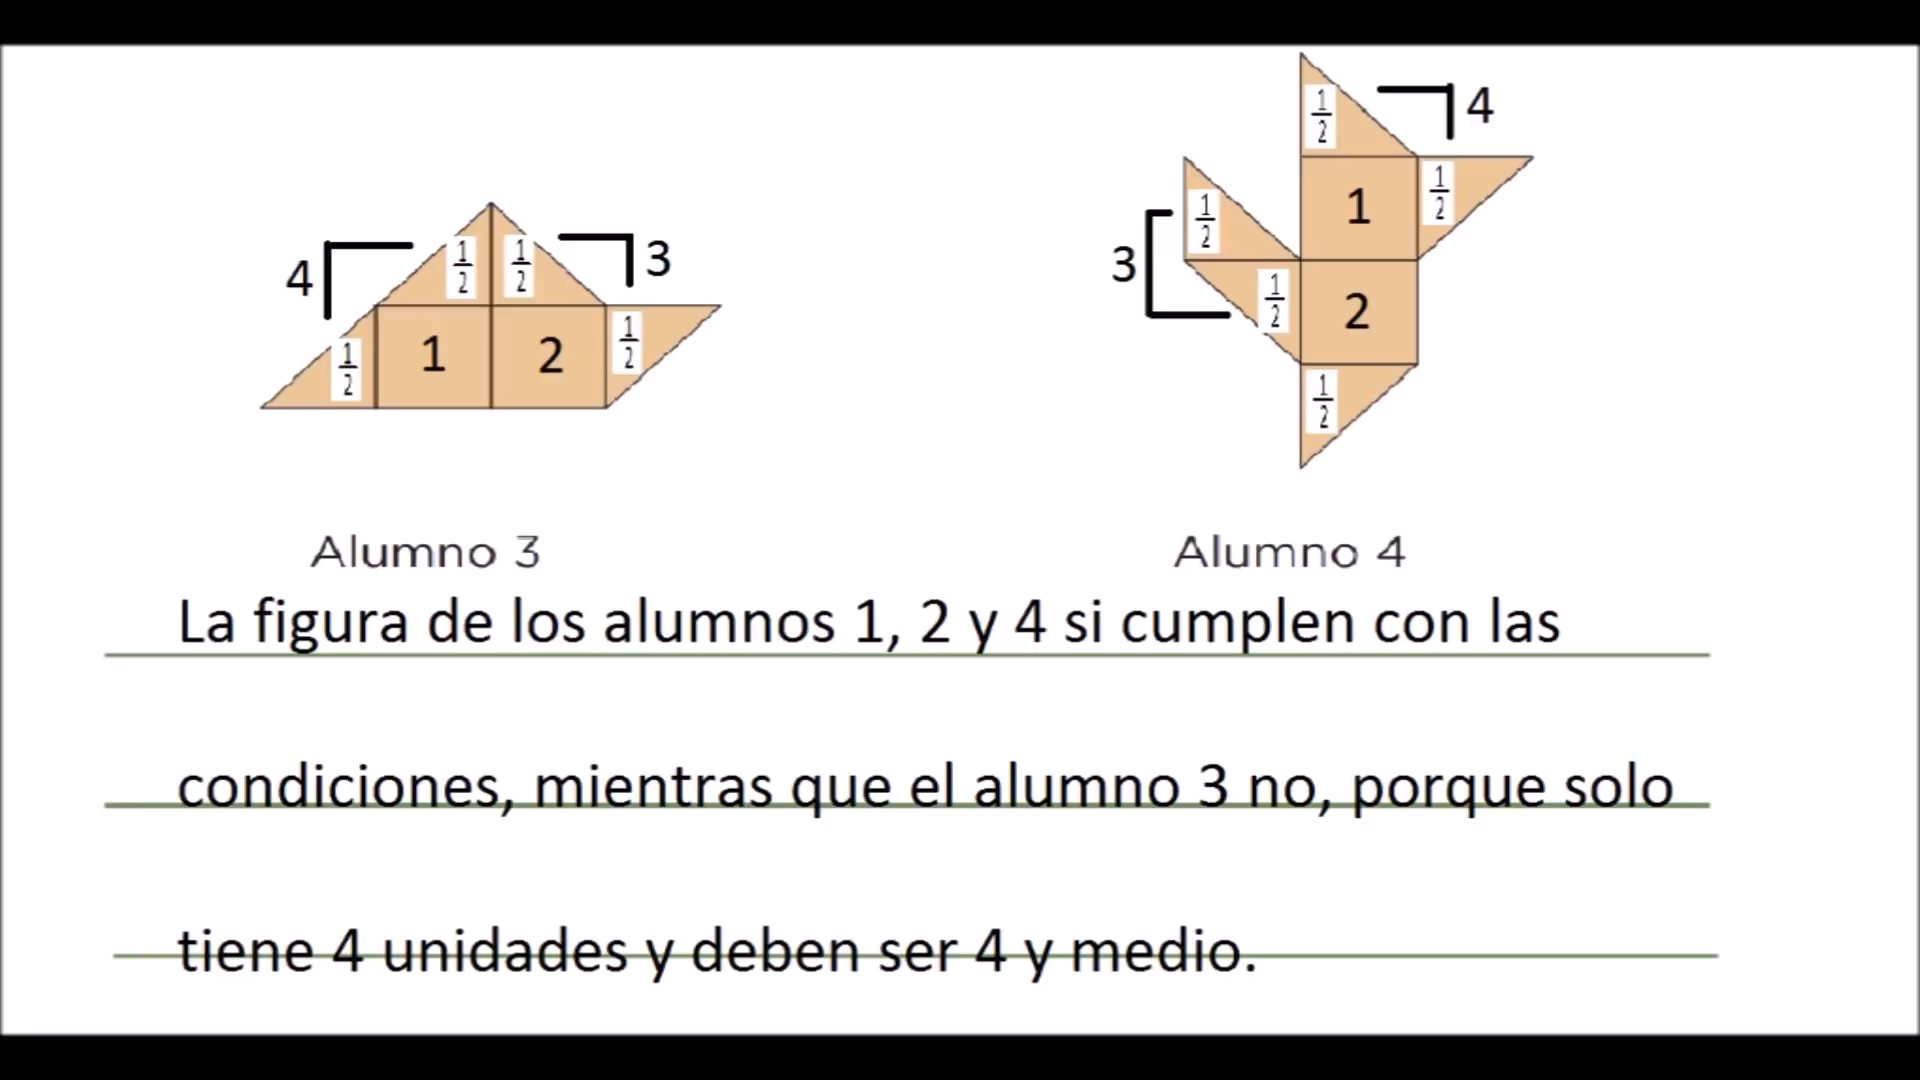 1/2
4
4
1/2 1/2 3
1/2 1
1/2
3
1/2 2
1/2 1 2 1/2
1/2
Alumno 3
Alumno 4
La figura de los alumnos 1, 2 y 4 si cumplen con las
condiciones, mientras que el alumno 3 no, porque solo
tiene 4 unidades y deben ser 4 y medio.